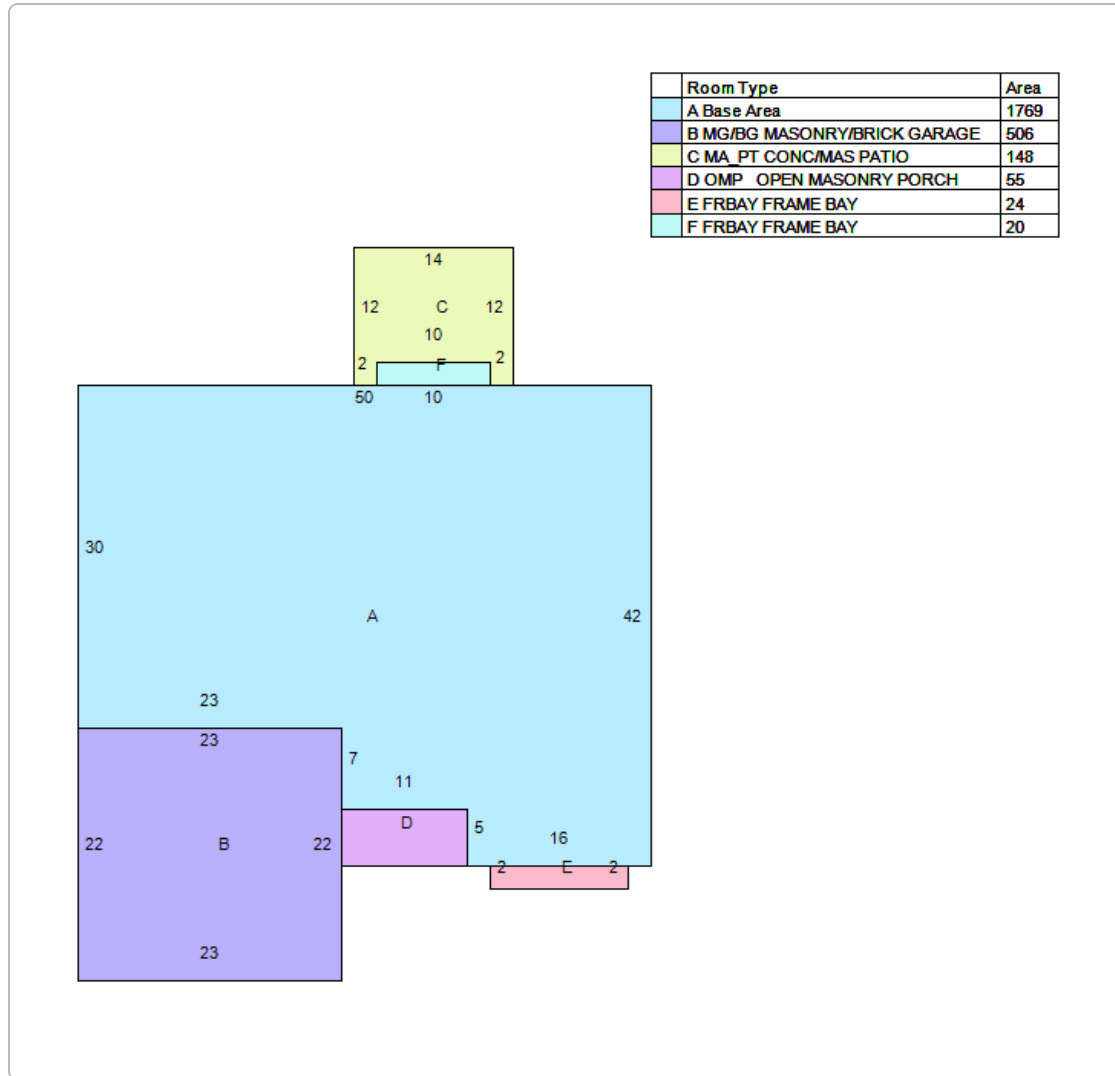 Room Type Area
A Base Area 1769
B MG/BG MASONRY/BRICK GARAGE 506
C MA_PT CONC/MAS PATIO 148
D OMP OPEN MASONRY PORCH 55
E FRBAY FRAME BAY 24
F FRBAY FRAME BAY 20
14
12 C 12
10
2 F 2
50 10
30
A 42
23
23
7
11
D
5
16
22 B 22
2 E 2
23